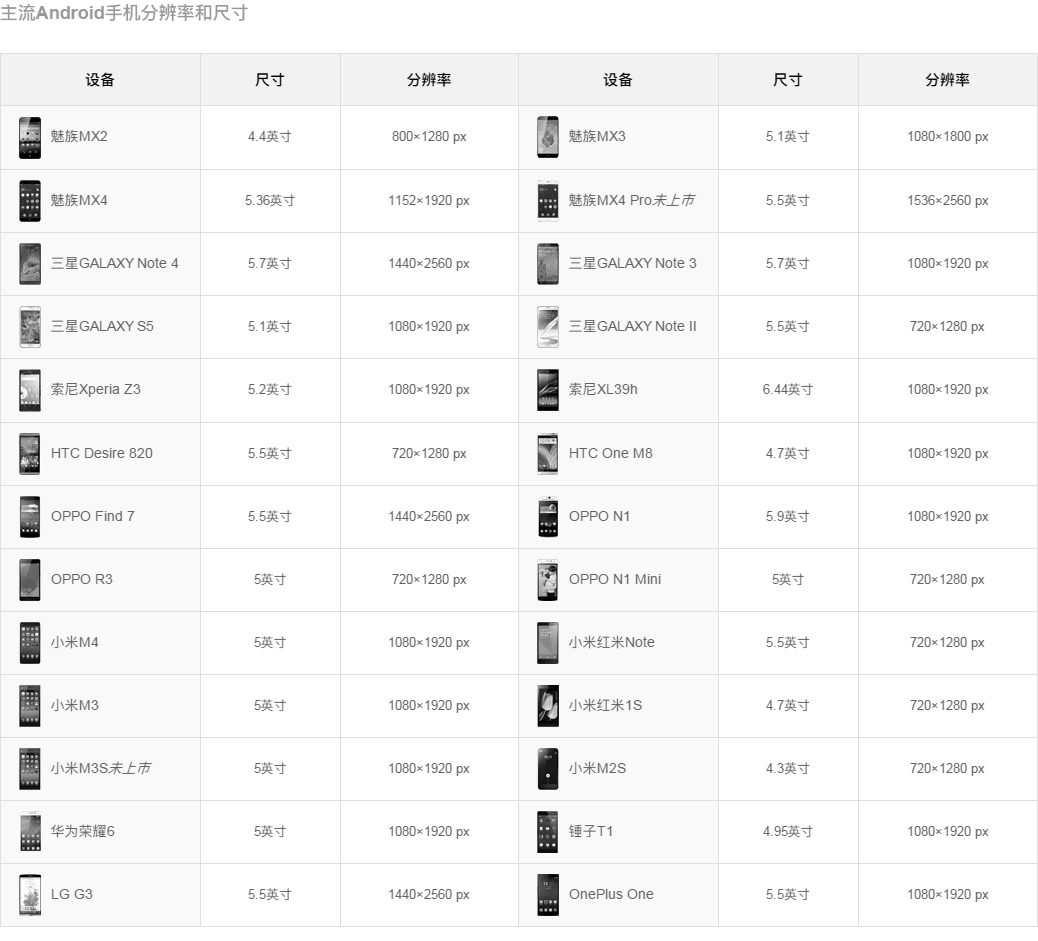 主流Android手机分辨率和尺寸
设备 尺寸 分辨率 设备 尺寸 分辨率
魅族MX2 4.4英寸 800×1280 px 魅族MX3 5.1英寸 1080×1800 px
魅族MX4 5.36英寸 1152×1920 px 魅族MX4 Pro未上市 5.5英寸 1536×2560 px
三星GALAXY Note 4 5.7英寸 1440×2560 px 三星GALAXY Note 3 5.7英寸 1080×1920 px
三星GALAXY S5 5.1英寸 1080×1920 px 三星GALAXY Note II 5.5英寸 720×1280 px
索尼Xperia Z3 5.2英寸 1080×1920 px 索尼XL39h 6.44英寸 1080×1920 px
HTC Desire 820 5.5英寸 720×1280 px HTC One M8 4.7英寸 1080×1920 px
OPPO Find 7 5.5英寸 1440×2560 px OPPO N1 5.9英寸 1080×1920 px
OPPO R3 5英寸 720×1280 px OPPO N1 Mini 5英寸 720×1280 px
小米M4 5英寸 1080×1920 px 小米红米Note 5.5英寸 720×1280 px
小米M3 5英寸 1080×1920 px 小米红米1S 4.7英寸 720×1280 px
小米M3S未上市 5英寸 1080×1920 px 小米M2S 4.3英寸 720×1280 px
华为荣耀6 5英寸 1080×1920 px 锤子T1 4.95英寸 1080×1920 px
LG G3 5.5英寸 1440×2560 px OnePlus One 5.5英寸 1080×1920 px